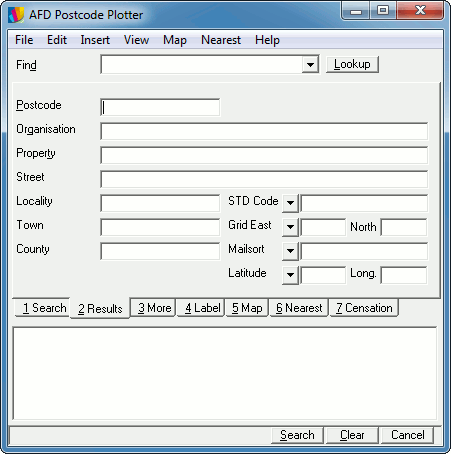 AFD Postcode Plotter
File Edit Insert View Map Nearest Help
Find Lookup
Postcode
Organisation
Property
Street
Locality STD Code
Town Grid East North
County Mailsort
Latitude Long.
1 Search 2 Results 3 More 4 Label 5 Map 6 Nearest 7 Censation
Search Clear Cancel